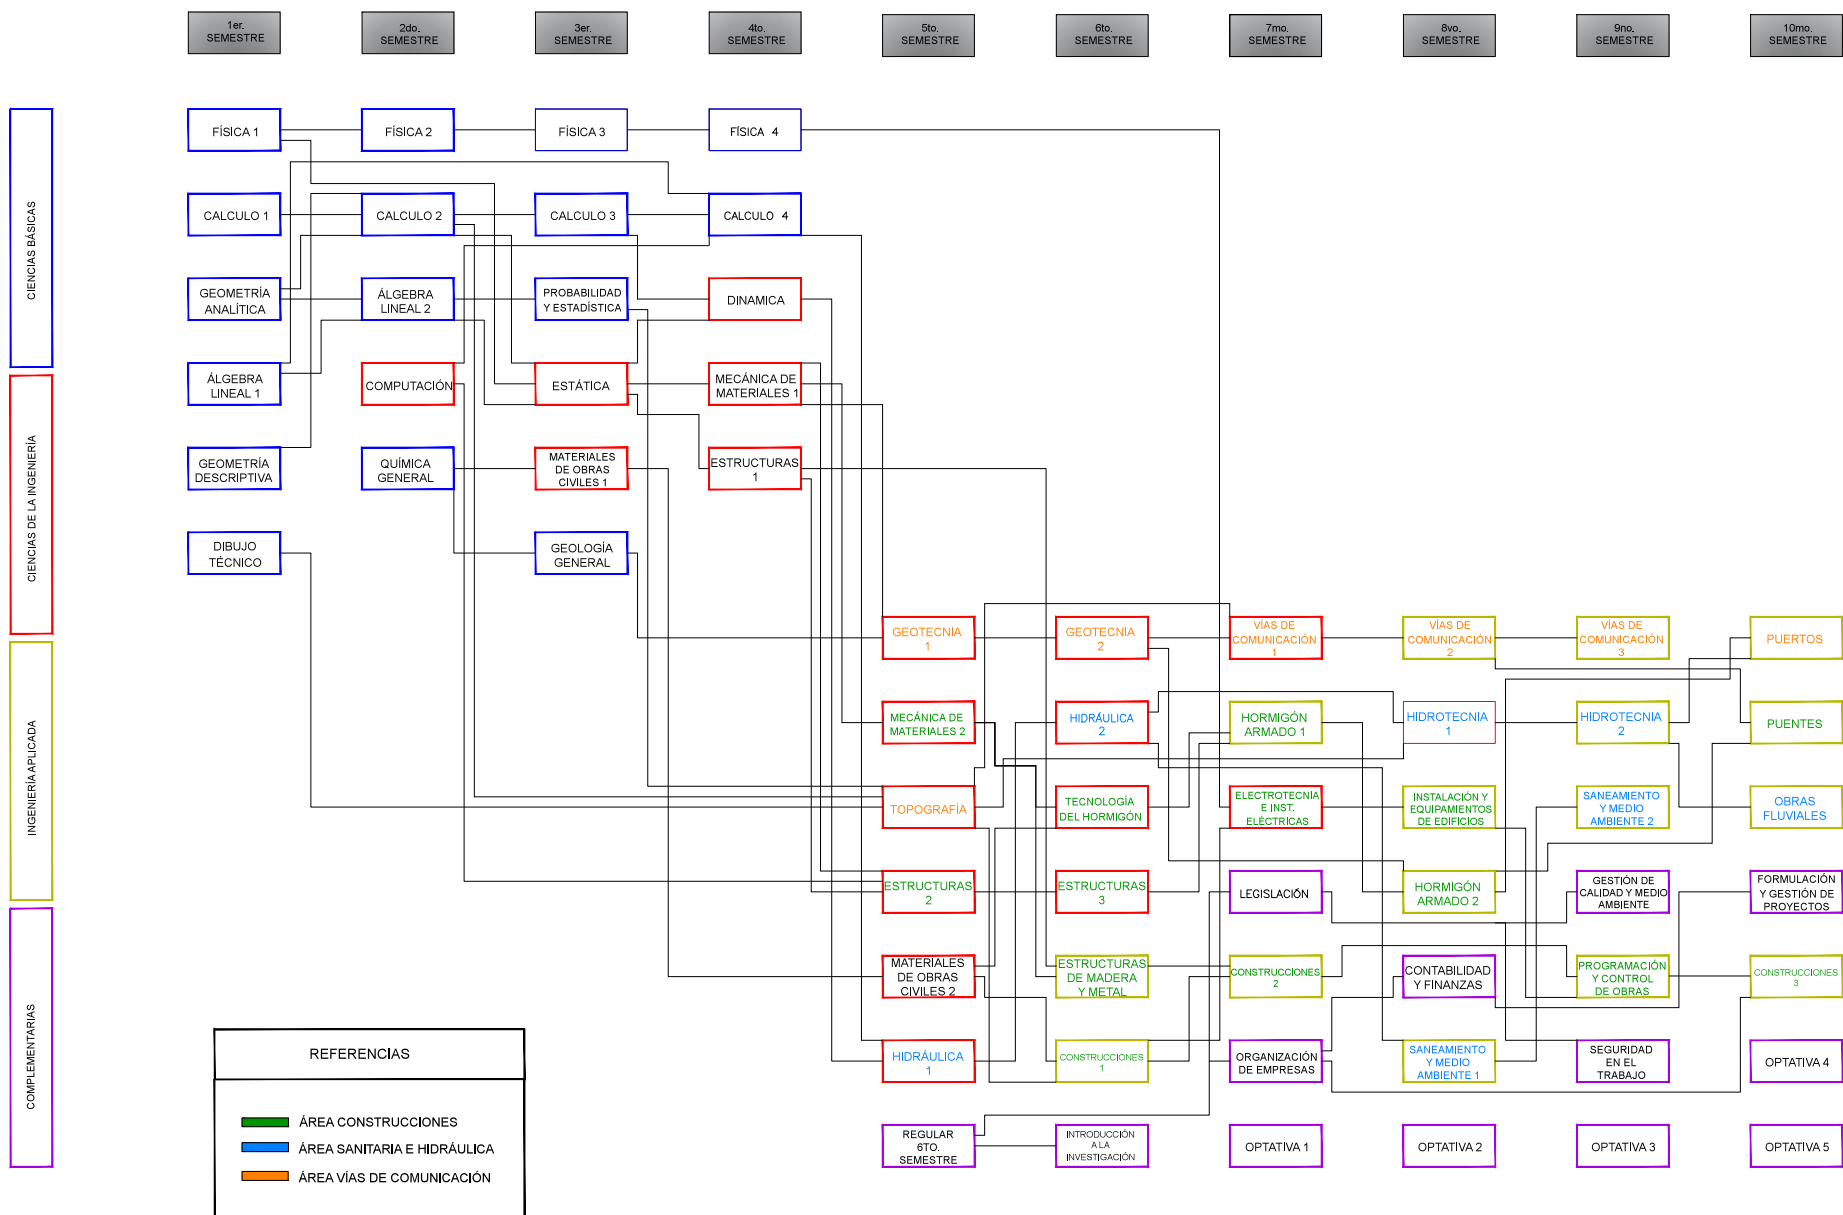 1er.
SEMESTRE
2do.
SEMESTRE
3er.
SEMESTRE
4to.
SEMESTRE
5to.
SEMESTRE
6to.
SEMESTRE
7mo.
SEMESTRE
8vo.
SEMESTRE
9no.
SEMESTRE
10mo.
SEMESTRE
CIENCIAS BÁSICAS
CIENCIAS DE LA INGENIERÍA
INGENIERÍA APLICADA
COMPLEMENTARIAS
FÍSICA 1
FÍSICA 2
FÍSICA 3
FÍSICA 4
CALCULO 1
CALCULO 2
CALCULO 3
CALCULO 4
GEOMETRÍA
ANALÍTICA
ÁLGEBRA
LINEAL 2
PROBABILIDAD
Y ESTADÍSTICA
DINAMICA
ÁLGEBRA
LINEAL 1
COMPUTACIÓN
ESTÁTICA
MECÁNICA DE
MATERIALES 1
GEOMETRÍA
DESCRIPTIVA
QUÍMICA
GENERAL
MATERIALES
DE OBRAS
CIVILES 1
ESTRUCTURAS
1
DIBUJO
TÉCNICO
GEOLOGÍA
GENERAL
GEOTECNIA
1
GEOTECNIA
2
VÍAS DE
COMUNICACIÓN
1
VÍAS DE
COMUNICACIÓN
2
VÍAS DE
COMUNICACIÓN
3
PUERTOS
MECÁNICA DE
MATERIALES 2
HIDRÁULICA
2
HORMIGÓN
ARMADO 1
HIDROTECNIA
1
HIDROTECNIA
2
PUENTES
TOPOGRAFÍA
TECNOLOGÍA
DEL HORMIGÓN
ELECTROTECNIA
E INST.
ELÉCTRICAS
INSTALACIÓN Y
EQUIPAMIENTOS
DE EDIFICIOS
SANEAMIENTO
Y MEDIO
AMBIENTE 2
OBRAS
FLUVIALES
ESTRUCTURAS
2
ESTRUCTURAS
3
LEGISLACIÓN
HORMIGÓN
ARMADO 2
GESTIÓN DE
CALIDAD Y MEDIO
AMBIENTE
FORMULACIÓN
Y GESTIÓN DE
PROYECTOS
MATERIALES
DE OBRAS
CIVILES 2
ESTRUCTURAS
DE MADERA
Y METAL
CONSTRUCCIONES
2
CONTABILIDAD
Y FINANZAS
PROGRAMACIÓN
Y CONTROL
DE OBRAS
CONSTRUCCIONES
3
HIDRÁULICA
1
CONSTRUCCIONES
1
ORGANIZACIÓN
DE EMPRESAS
SANEAMIENTO
Y MEDIO
AMBIENTE 1
SEGURIDAD
EN EL
TRABAJO
OPTATIVA 4
REGULAR
6TO.
SEMESTRE
INTRODUCCIÓN
A LA
INVESTIGACIÓN
OPTATIVA 1
OPTATIVA 2
OPTATIVA 3
OPTATIVA 5
REFERENCIAS
ÁREA CONSTRUCCIONES
ÁREA SANITARIA E HIDRÁULICA
ÁREA VÍAS DE COMUNICACIÓN